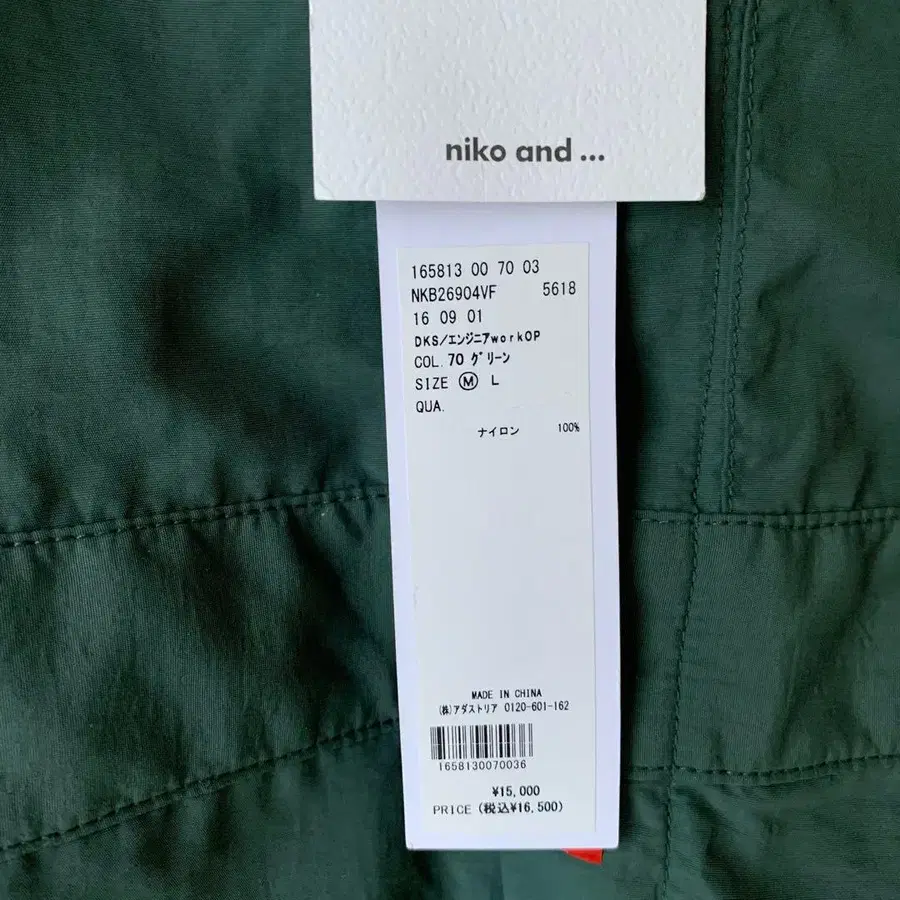 niko and ...
165813 00 70 03
NKB26904VF 5618
16 09 01
DKS/エンジニアworkOP
COL. 70 グリーン
SIZE Ⓜ L
QUA.
ナイロン 100%
MADE IN CHINA
(株)アダストリア 0120-601-162
1658130070036
¥15,000
PRICE (税込¥16,500)